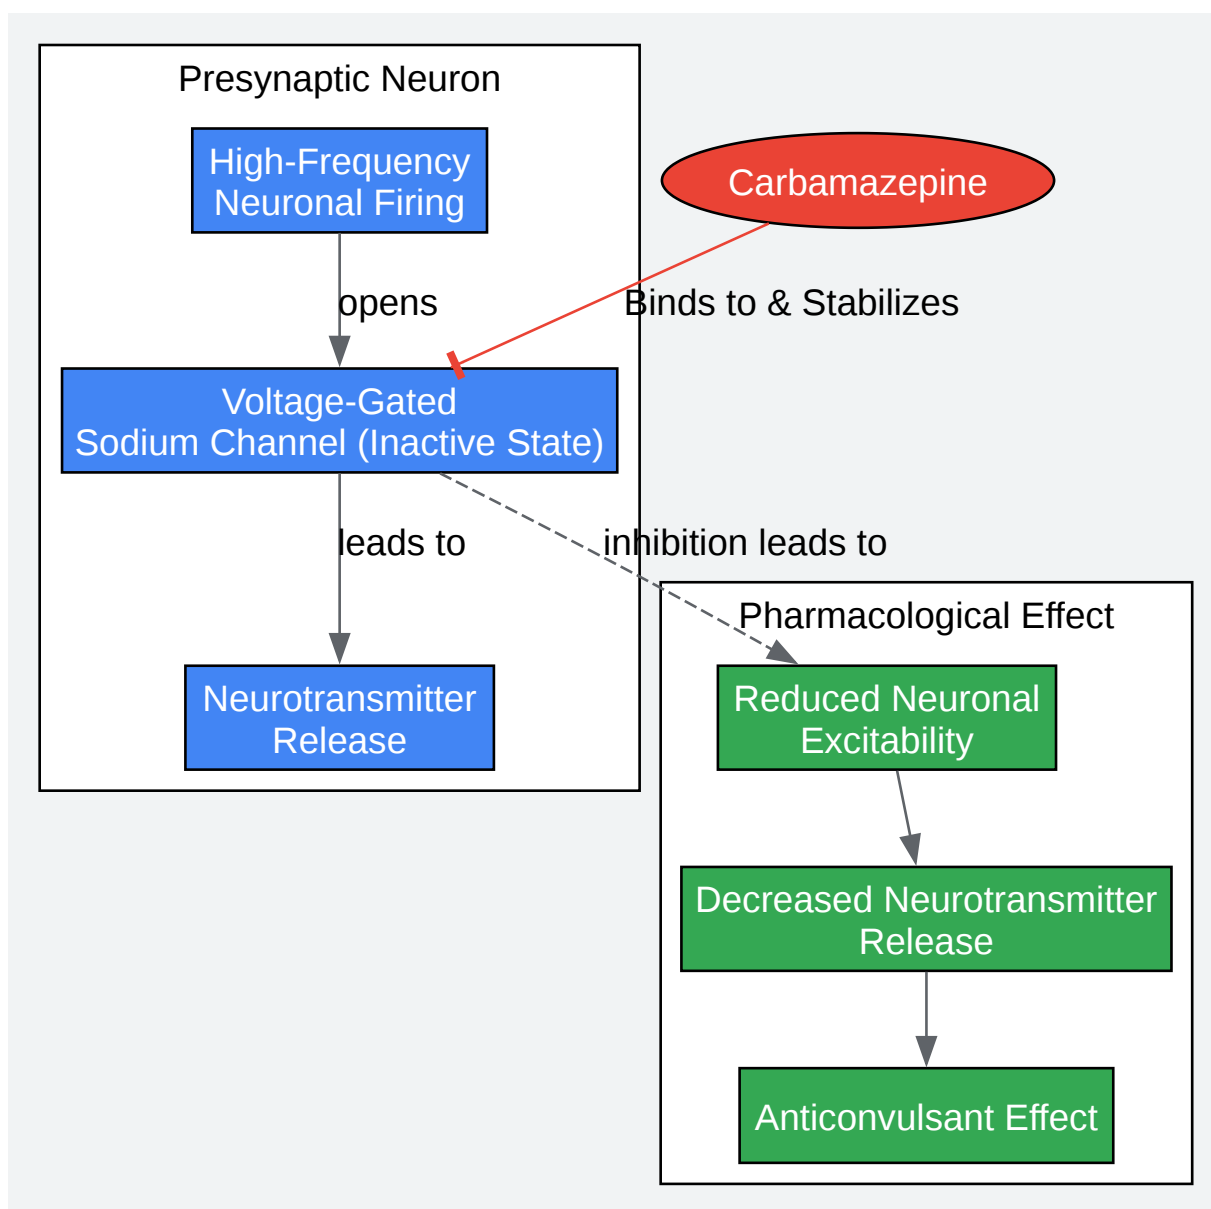 Presynaptic Neuron
High-Frequency
Neuronal Firing
Carbamazepine
opens
Binds to & Stabilizes
Voltage-Gated
Sodium Channel (Inactive State)
leads to
inhibition leads to
Pharmacological Effect
Neurotransmitter
Release
Reduced Neuronal
Excitability
Decreased Neurotransmitter
Release
Anticonvulsant Effect